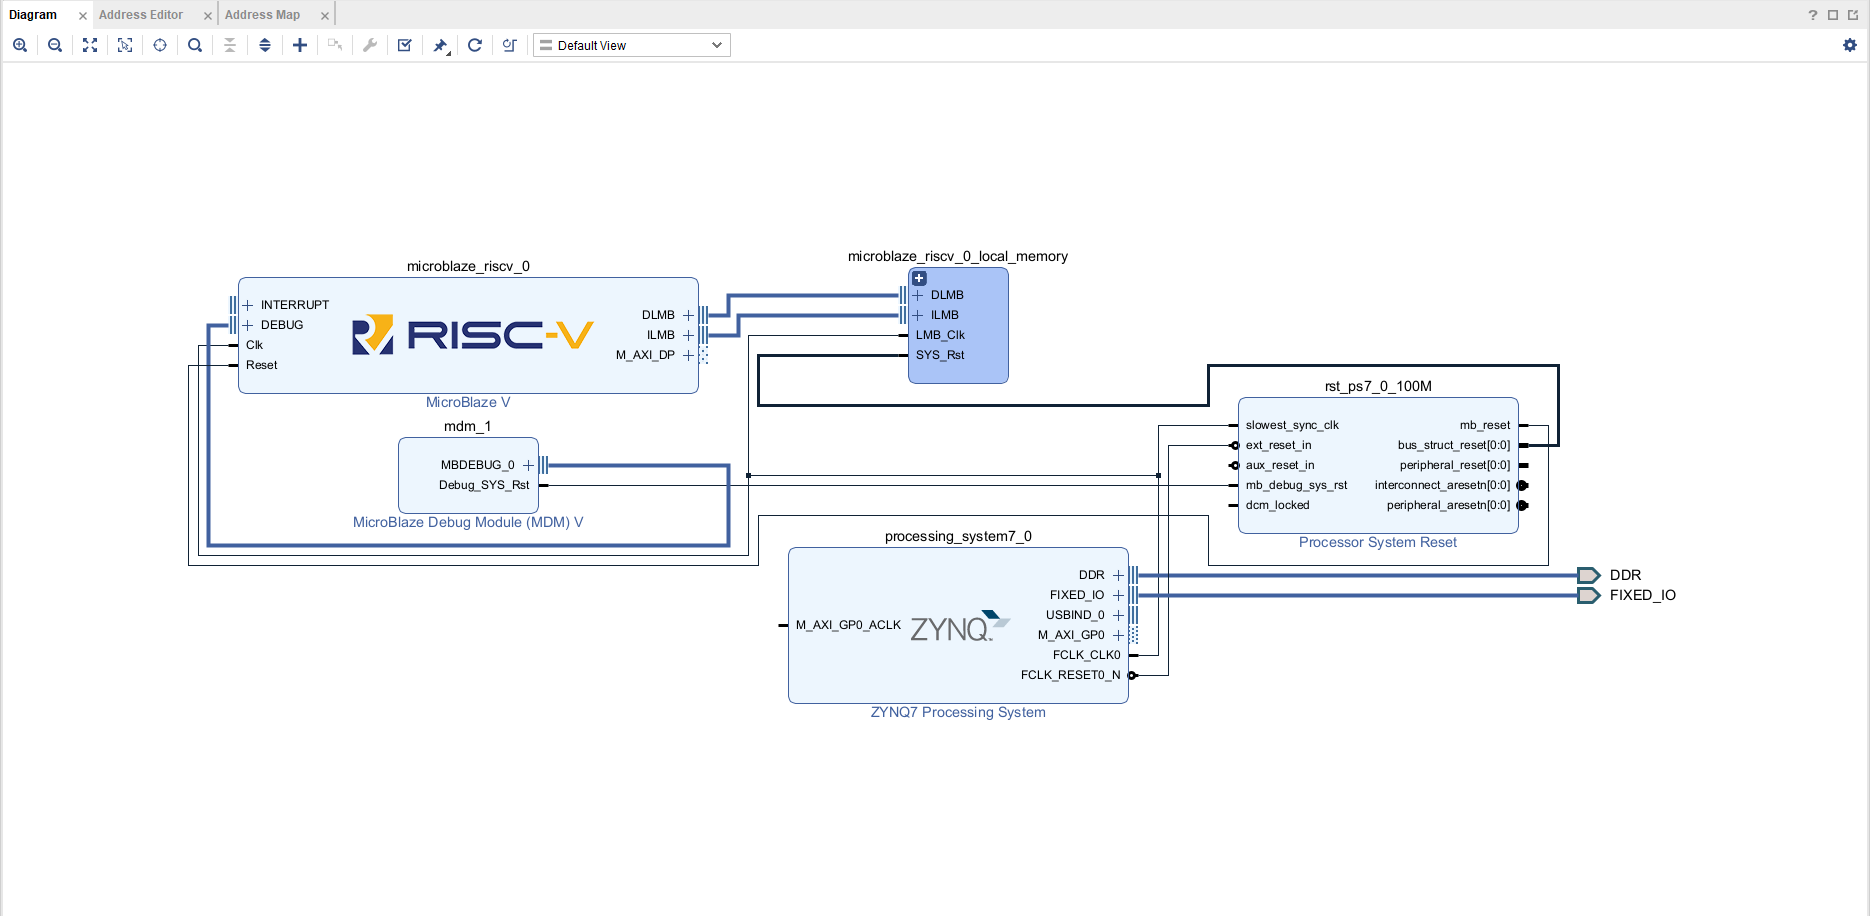 Diagram
Address Editor
Address Map
?
Default View
microblaze_riscv_0
INTERRUPT
DEBUG
Clk
Reset
RISC-V
DLMB
ILMB
M_AXI_DP
MicroBlaze V
microblaze_riscv_0_local_memory
DLMB
ILMB
LMB_Clk
SYS_Rst
rst_ps7_0_100M
slowest_sync_clk
ext_reset_in
aux_reset_in
mb_debug_sys_rst
dcm_locked
mb_reset
bus_struct_reset[0:0]
peripheral_reset[0:0]
interconnect_aresetn[0:0]
peripheral_aresetn[0:0]
Processor System Reset
mdm_1
MBDEBUG_0
Debug_SYS_Rst
MicroBlaze Debug Module (MDM) V
processing_system7_0
M_AXI_GP0_ACLK
ZYNQ
DDR
FIXED_IO
USBIND_0
M_AXI_GP0
FCLK_CLK0
FCLK_RESET0_N
ZYNQ7 Processing System
DDR
FIXED_IO